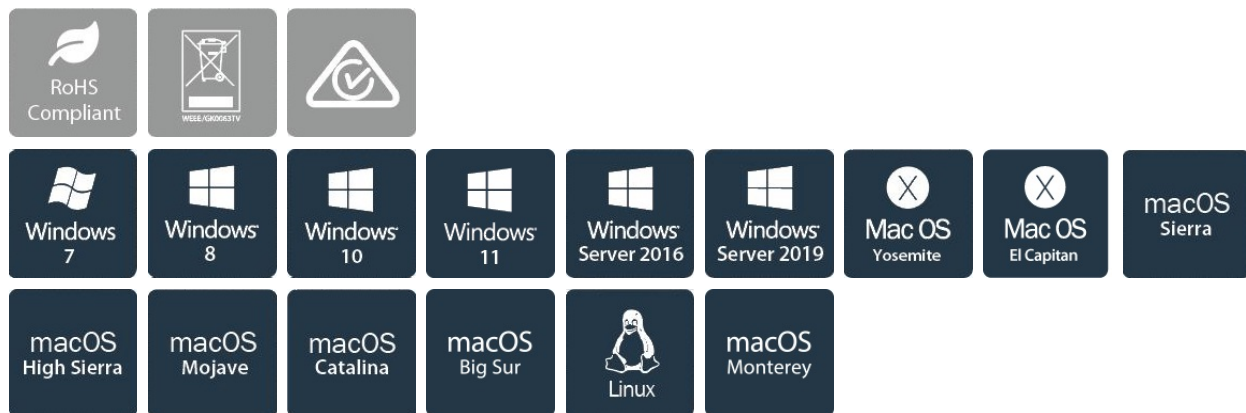 RoHS
Compliant
WEEE/GK0063TV
Windows
7
Windows
8
Windows
10
Windows
11
Windows
Server 2016
Windows
Server 2019
X
Mac OS
Yosemite
X
Mac OS
El Capitan
macOS
Sierra
macOS
High Sierra
macOS
Mojave
macOS
Catalina
macOS
Big Sur
Linux
macOS
Monterey